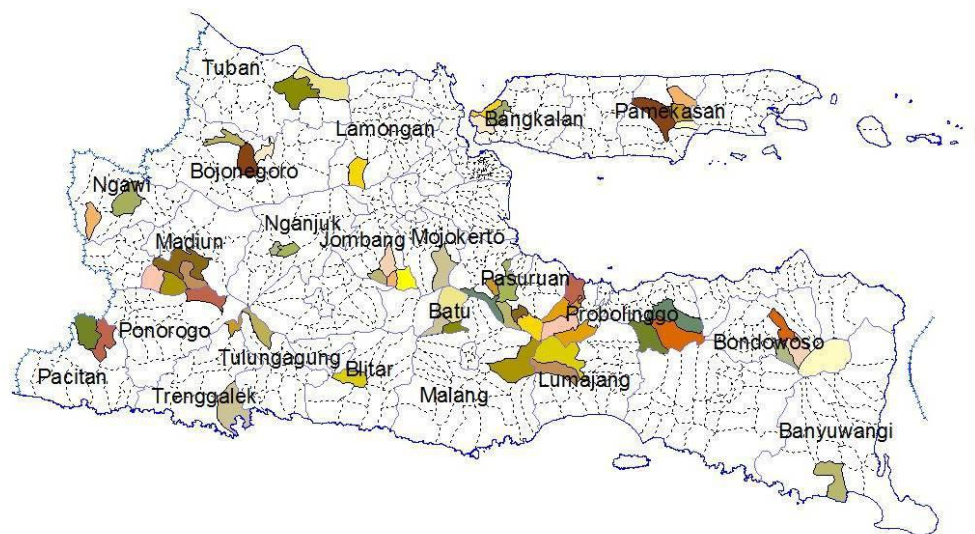 Tuban
Lamongan
Bangkalan
Pamekasan
Bojonegoro
Ngawi
Nganjuk
Jombang
Mojokerto
Madiun
Pasuruan
Batu
Probolinggo
Ponorogo
Bondowoso
Tulungagung
Blitar
Pacitan
Trenggalek
Malang
Lumajang
Banyuwangi